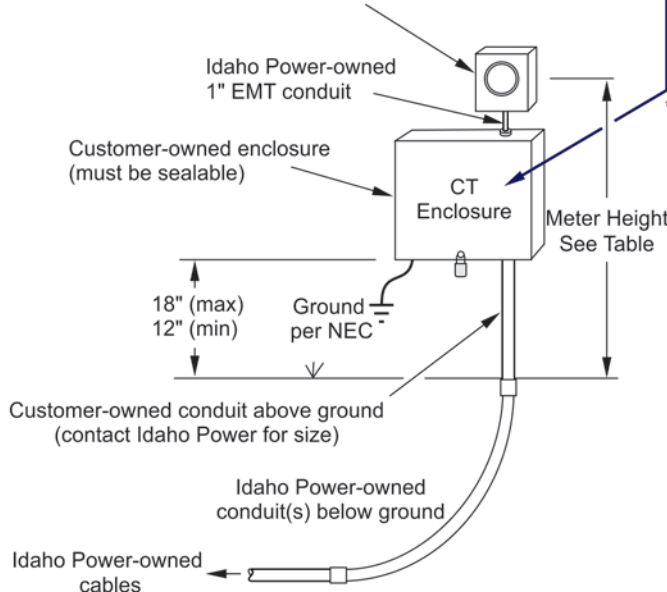 Idaho Power-owned
1" EMT conduit
Customer-owned enclosure
(must be sealable)
CT
Enclosure
Meter Height
See Table
18" (max)
12" (min)
Ground
per NEC
Customer-owned conduit above ground
(contact Idaho Power for size)
Idaho Power-owned
conduit(s) below ground
Idaho Power-owned
cables